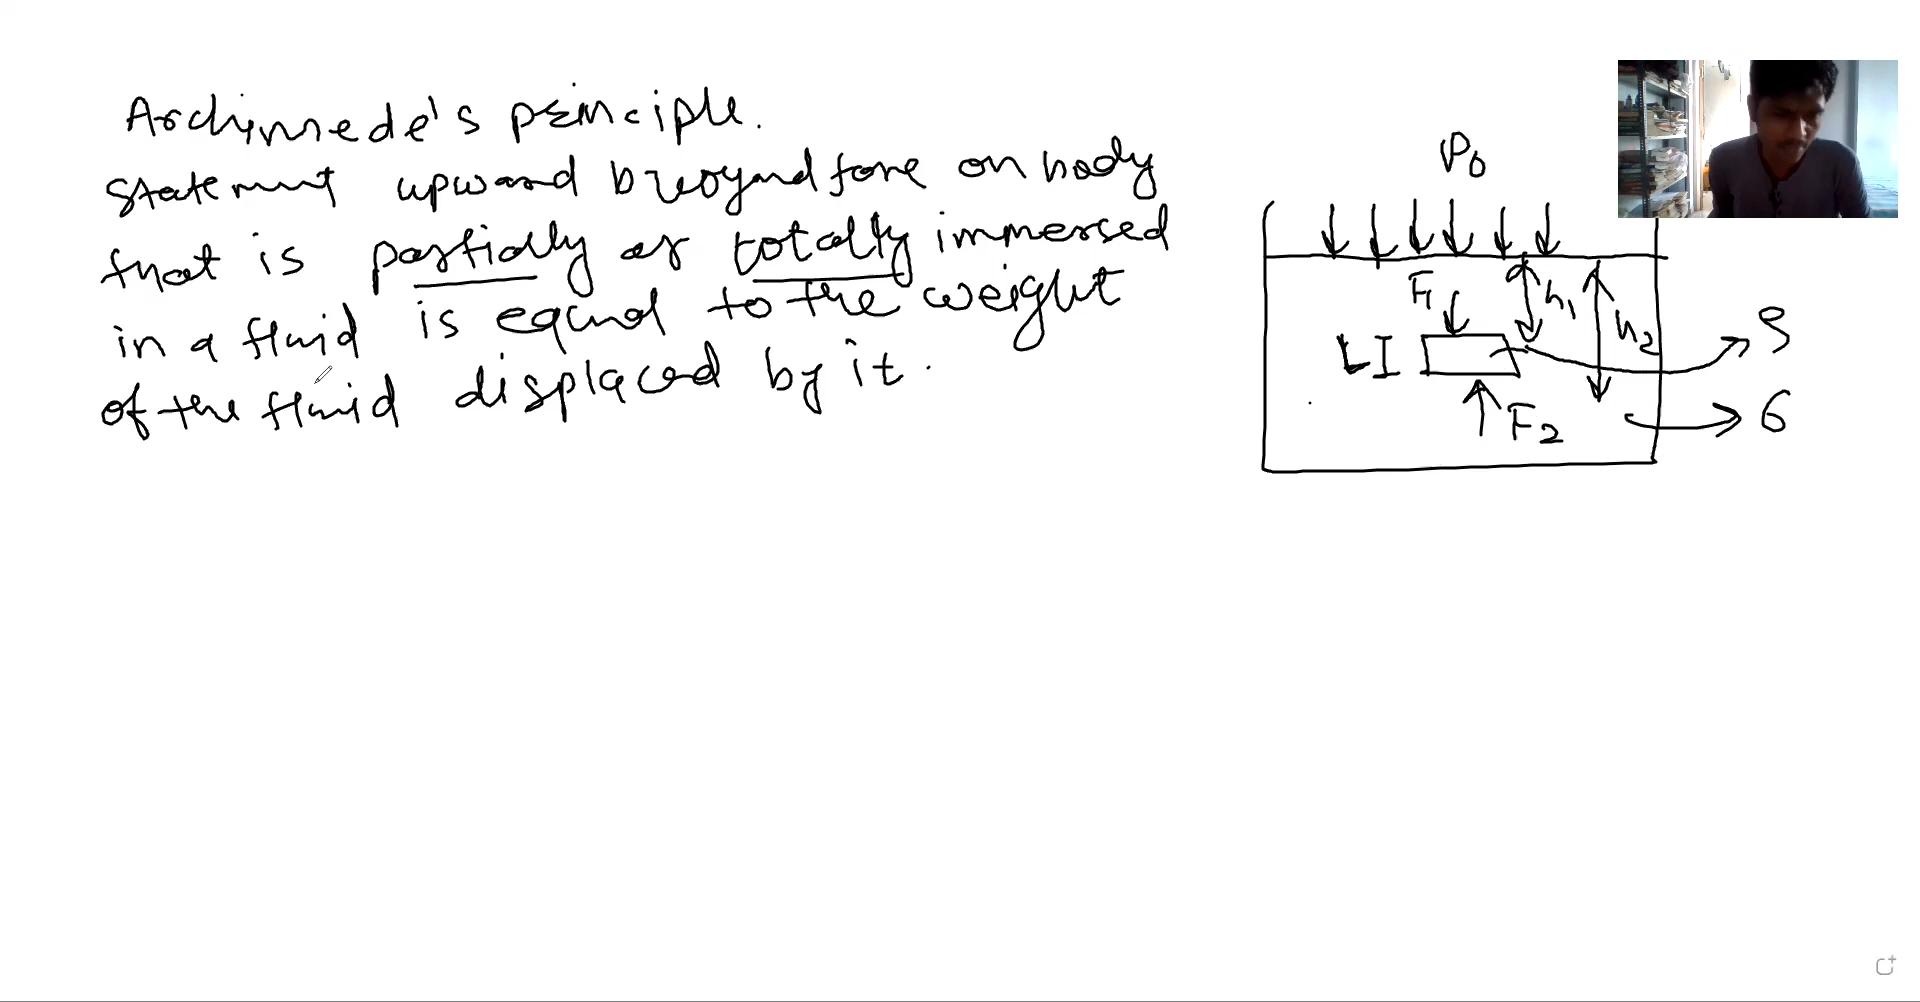 Archimede's principle.
Statement upward buoyand force on body
that is partially or totally immersed
in a fluid is equal to the weight
of the fluid displaced by it.
P0
F1
h1
h2
ρ
LI
F2
σ